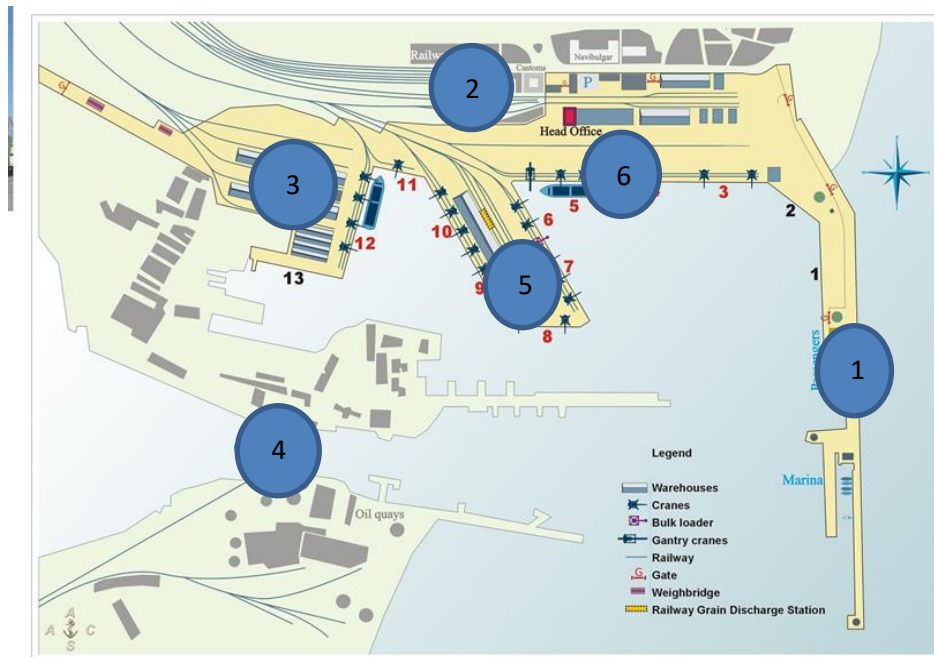 Railw
Navibulgar
Customs
2
G
P
G
G
G
Head Office
3
11
6
5
3
2
6
10
12
7
5
13
9
1
8
G
G
1
4
Marina
Oil quays
Legend
Warehouses
Cranes
Bulk loader
Gantry cranes
Railway
G Gate
Weighbridge
Railway Grain Discharge Station
A
A C
S